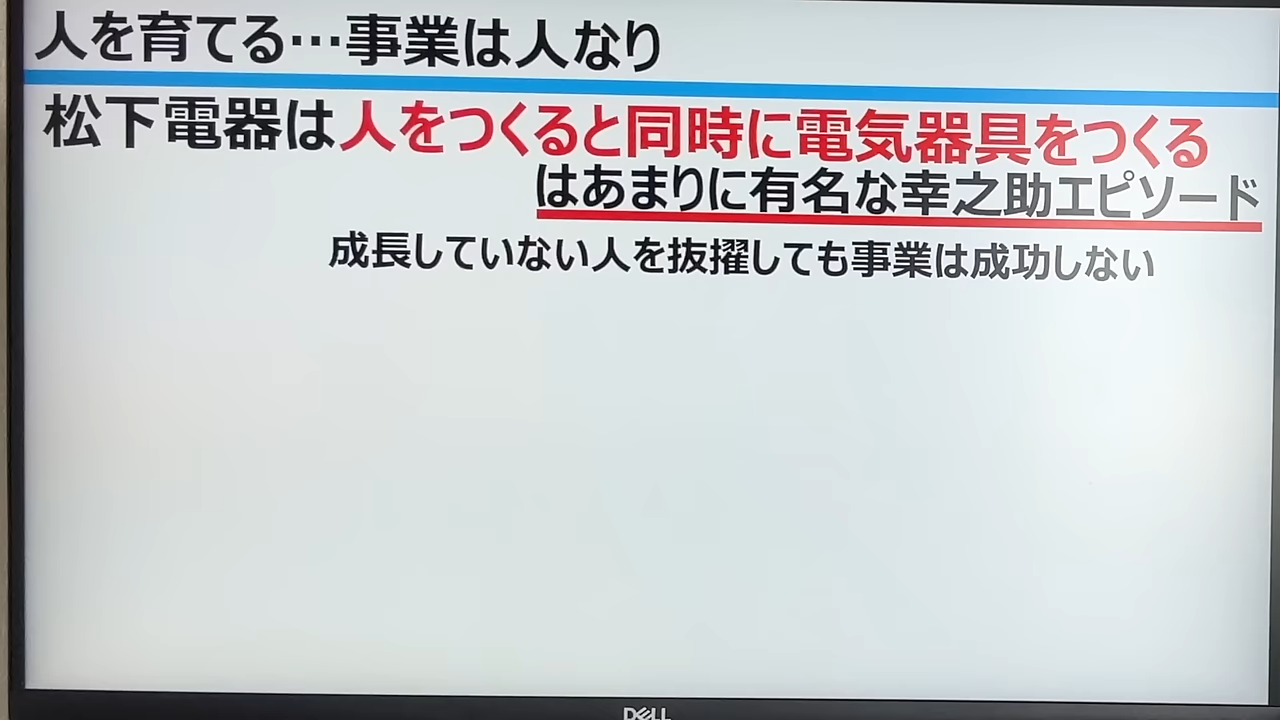 人を育てる…事業は人なり
松下電器は人をつくると同時に電気器具をつくる
はあまりに有名な幸之助エピソード
成長していない人を抜擢しても事業は成功しない
DELL